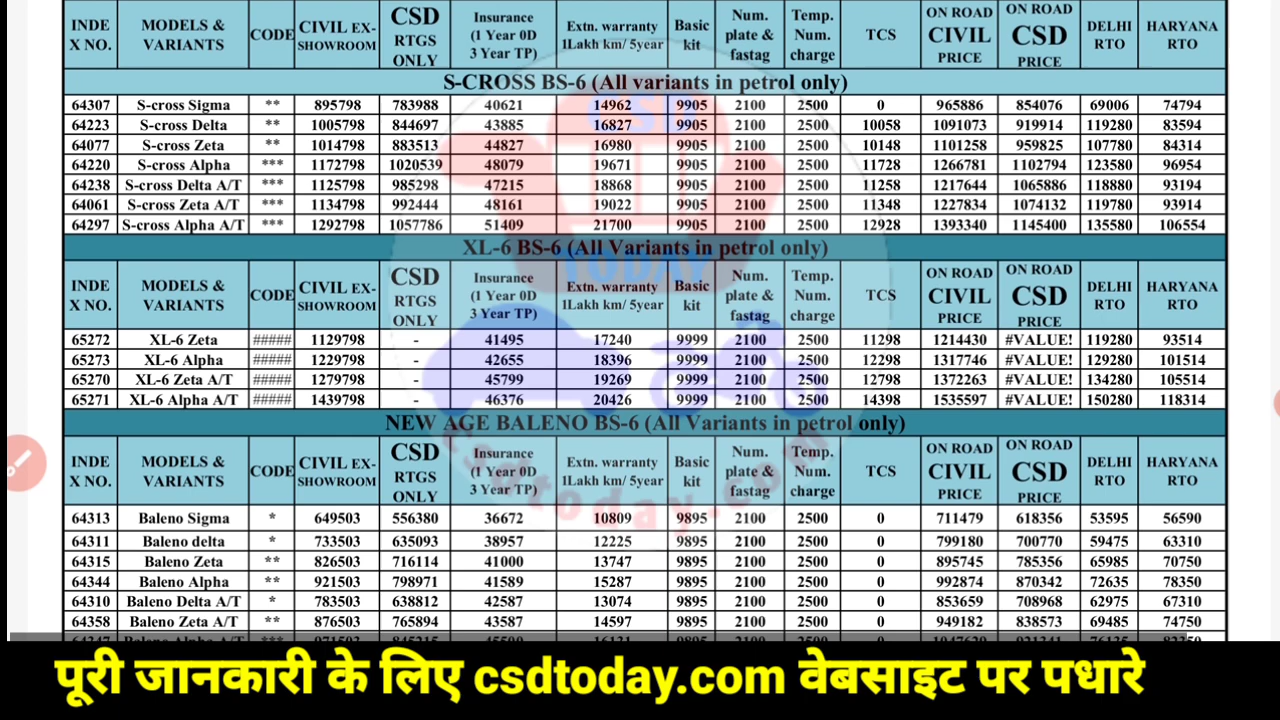 INDE X NO. MODELS & VARIANTS CODE CIVIL EX-SHOWROOM CSD RTGS ONLY Insurance (1 Year 0D 3 Year TP) Extn. warranty 1Lakh km/ 5year Basic kit Num. plate & fastag Temp. Num. charge TCS ON ROAD CIVIL PRICE ON ROAD CSD PRICE DELHI RTO HARYANA RTO
S-CROSS BS-6 (All variants in petrol only)
64307 S-cross Sigma ** 895798 783988 40621 14962 9905 2100 2500 0 965886 854076 69006 74794
64223 S-cross Delta ** 1005798 844697 43885 16827 9905 2100 2500 10058 1091073 919914 119280 83594
64077 S-cross Zeta ** 1014798 883513 44827 16980 9905 2100 2500 10148 1101258 959825 107780 84314
64220 S-cross Alpha *** 1172798 1020539 48079 19671 9905 2100 2500 11728 1266781 1102794 123580 96954
64238 S-cross Delta A/T *** 1125798 985298 47215 18868 9905 2100 2500 11258 1217644 1065886 118880 93194
64061 S-cross Zeta A/T *** 1134798 992444 48161 19022 9905 2100 2500 11348 1227834 1074132 119780 93914
64297 S-cross Alpha A/T *** 1292798 1057786 51409 21700 9905 2100 2500 12928 1393340 1145400 135580 106554
XL-6 BS-6 (All Variants in petrol only)
INDE X NO. MODELS & VARIANTS CODE CIVIL EX-SHOWROOM CSD RTGS ONLY Insurance (1 Year 0D 3 Year TP) Extn. warranty 1Lakh km/ 5year Basic kit Num. plate & fastag Temp. Num. charge TCS ON ROAD CIVIL PRICE ON ROAD CSD PRICE DELHI RTO HARYANA RTO
65272 XL-6 Zeta ##### 1129798 - 41495 17240 9999 2100 2500 11298 1214430 #VALUE! 119280 93514
65273 XL-6 Alpha ##### 1229798 - 42655 18396 9999 2100 2500 12298 1317746 #VALUE! 129280 101514
65270 XL-6 Zeta A/T ##### 1279798 - 45799 19269 9999 2100 2500 12798 1372263 #VALUE! 134280 105514
65271 XL-6 Alpha A/T ##### 1439798 - 46376 20426 9999 2100 2500 14398 1535597 #VALUE! 150280 118314
NEW AGE BALENO BS-6 (All Variants in petrol only)
INDE X NO. MODELS & VARIANTS CODE CIVIL EX-SHOWROOM CSD RTGS ONLY Insurance (1 Year 0D 3 Year TP) Extn. warranty 1Lakh km/ 5year Basic kit Num. plate & fastag Temp. Num. charge TCS ON ROAD CIVIL PRICE ON ROAD CSD PRICE DELHI RTO HARYANA RTO
64313 Baleno Sigma * 649503 556380 36672 10809 9895 2100 2500 0 711479 618356 53595 56590
64311 Baleno delta * 733503 635093 38957 12225 9895 2100 2500 0 799180 700770 59475 63310
64315 Baleno Zeta ** 826503 716114 41000 13747 9895 2100 2500 0 895745 785356 65985 70750
64344 Baleno Alpha ** 921503 798971 41589 15287 9895 2100 2500 0 992874 870342 72635 78350
64310 Baleno Delta A/T * 783503 638812 42587 13074 9895 2100 2500 0 853659 708968 62975 67310
64358 Baleno Zeta A/T ** 876503 765894 43587 14597 9895 2100 2500 0 949182 838573 69485 74750
CSD TODAY
csdtoday.com
पूरी जानकारी के लिए csdtoday.com वेबसाइट पर पधारे